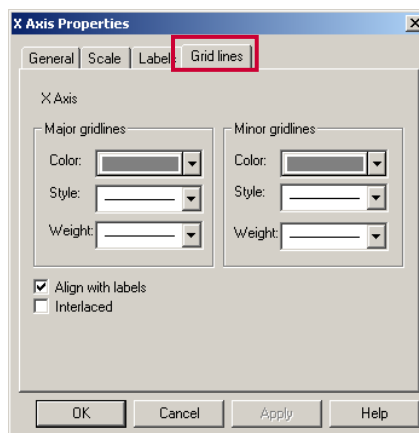 X Axis Properties
General Scale Labels Grid lines
X Axis
Major gridlines
Color:
Style:
Weight:
Minor gridlines
Color:
Style:
Weight:
Align with labels
Interlaced
OK Cancel Apply Help